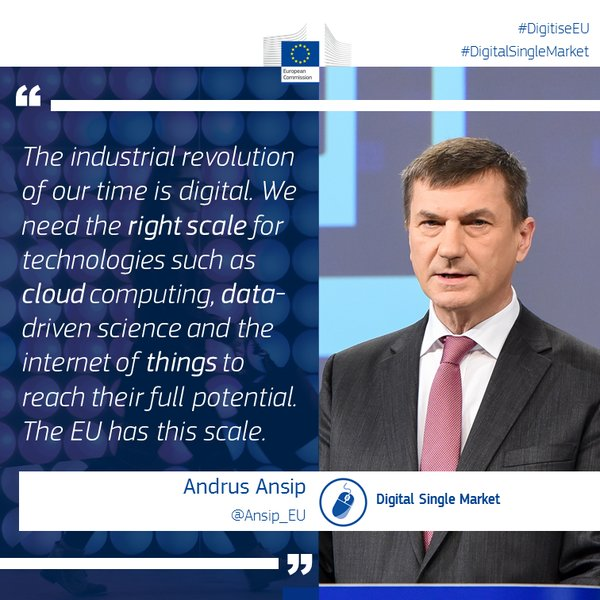 #DigitiseEU
#DigitalSingleMarket
European
Commission
“
The industrial revolution
of our time is digital. We
need the right scale for
technologies such as
cloud computing, data-
driven science and the
internet of things to
reach their full potential.
The EU has this scale.
Andrus Ansip
@Ansip_EU
Digital Single Market
”